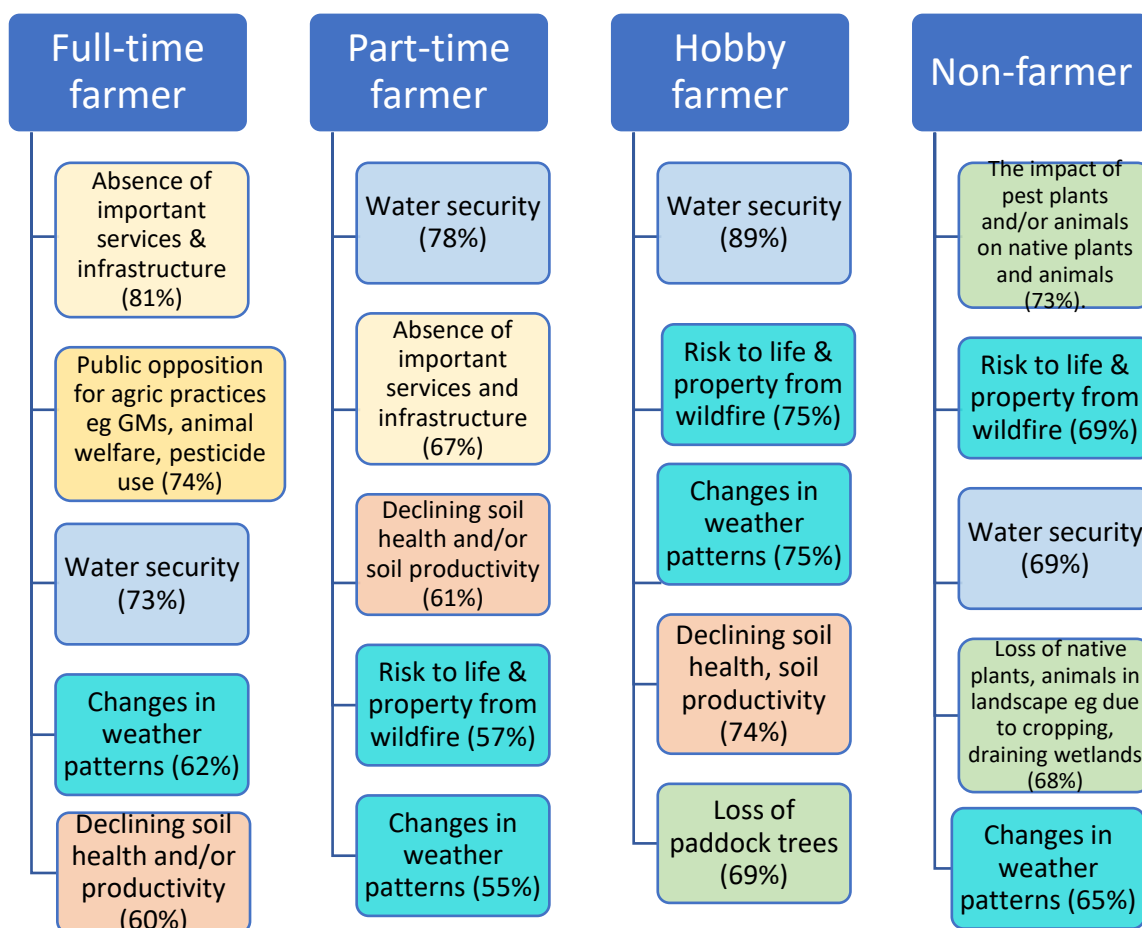 Full-time
farmer
Absence of
important
services &
infrastructure
(81%)
Public opposition
for agric practices
eg GMs, animal
welfare, pesticide
use (74%)
Water security
(73%)
Changes in
weather
patterns (62%)
Declining soil
health and/or
productivity
(60%)
Part-time
farmer
Water security
(78%)
Absence of
important
services and
infrastructure
(67%)
Declining soil
health and/or
soil productivity
(61%)
Risk to life &
property from
wildfire (57%)
Changes in
weather
patterns (55%)
Hobby
farmer
Water security
(89%)
Risk to life &
property from
wildfire (75%)
Changes in
weather
patterns (75%)
Declining soil
health, soil
productivity
(74%)
Loss of
paddock trees
(69%)
Non-farmer
The impact of
pest plants
and/or animals
on native plants
and animals
(73%).
Risk to life &
property from
wildfire (69%)
Water security
(69%)
Loss of native
plants, animals in
landscape eg due
to cropping,
draining wetlands
(68%)
Changes in
weather
patterns (65%)